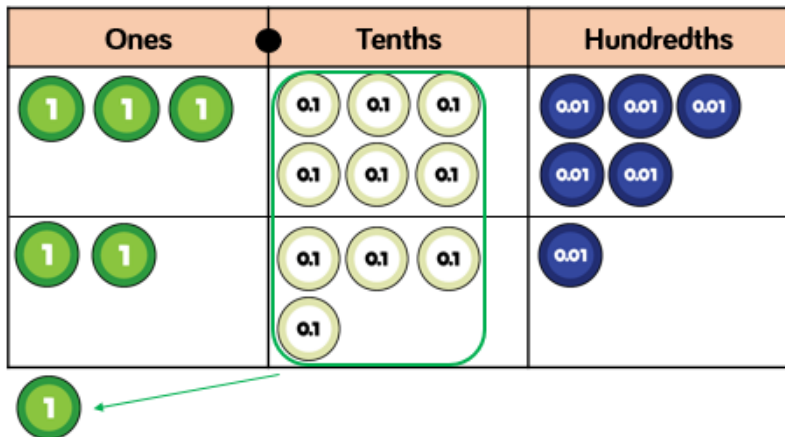 Ones Tenths Hundredths
1 1 1 0.1 0.1 0.1 0.01 0.01 0.01
0.1 0.1 0.1 0.01 0.01
1 1 0.1 0.1 0.1 0.01
0.1
1